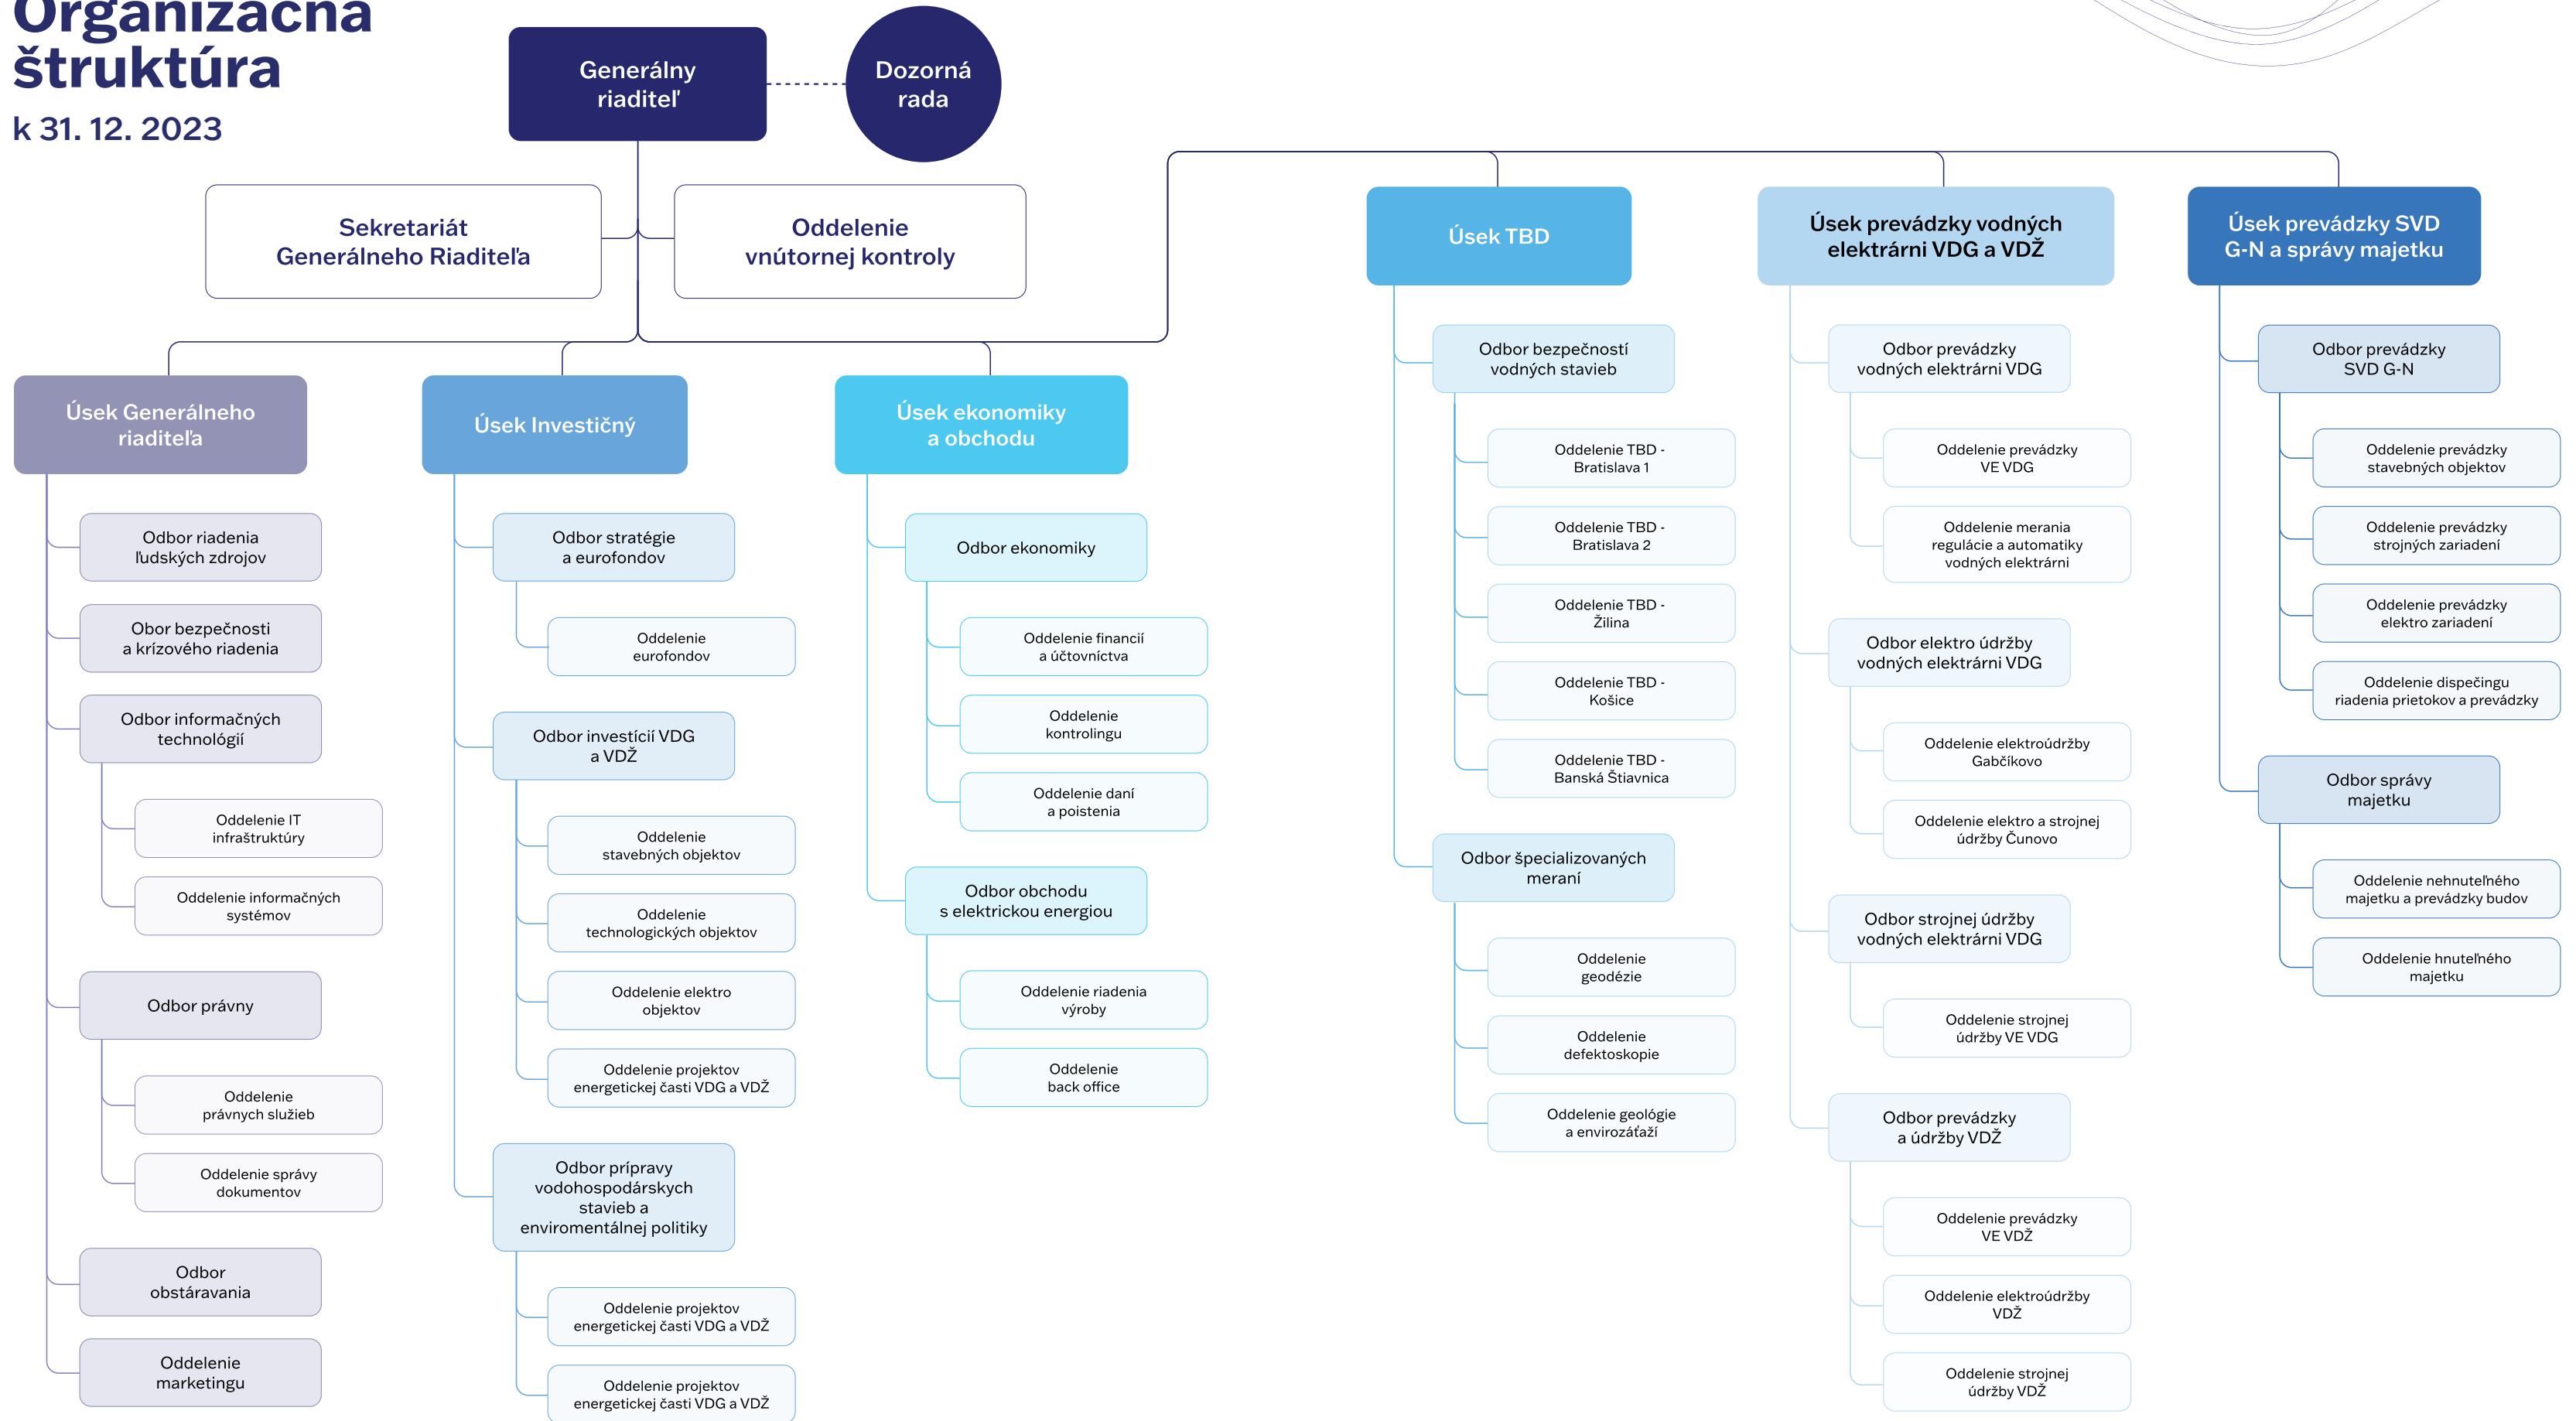 Organizačná
štruktúra
k 31. 12. 2023
Generálny
riaditeľ
Dozorná
rada
Sekretariát
Generálneho Riaditeľa
Oddelenie
vnútornej kontroly
Úsek Generálneho
riaditeľa
Odbor riadenia
ľudských zdrojov
Obor bezpečnosti
a krízového riadenia
Odbor informačných
technológií
Oddelenie IT
infraštruktúry
Oddelenie informačných
systémov
Odbor právny
Oddelenie
právnych služieb
Oddelenie správy
dokumentov
Odbor
obstáravania
Oddelenie
marketingu
Úsek Investičný
Odbor stratégie
a eurofondov
Oddelenie
eurofondov
Odbor investícií VDG
a VDŽ
Oddelenie
stavebných objektov
Oddelenie
technologických objektov
Oddelenie elektro
objektov
Oddelenie projektov
energetickej časti VDG a VDŽ
Odbor prípravy
vodohospodárskych
stavieb a
enviromentálnej politiky
Oddelenie projektov
energetickej časti VDG a VDŽ
Oddelenie projektov
energetickej časti VDG a VDŽ
Úsek ekonomiky
a obchodu
Odbor ekonomiky
Oddelenie financií
a účtovníctva
Oddelenie
kontrolingu
Oddelenie daní
a poistenia
Odbor obchodu
s elektrickou energiou
Oddelenie riadenia
výroby
Oddelenie
back office
Úsek TBD
Odbor bezpečností
vodných stavieb
Oddelenie TBD -
Bratislava 1
Oddelenie TBD -
Bratislava 2
Oddelenie TBD -
Žilina
Oddelenie TBD -
Košice
Oddelenie TBD -
Banská Štiavnica
Odbor špecializovaných
meraní
Oddelenie
geodézie
Oddelenie
defektoskopie
Oddelenie geológie
a envirozáťaží
Úsek prevádzky vodných
elektrárni VDG a VDŽ
Odbor prevádzky
vodných elektrárni VDG
Oddelenie prevádzky
VE VDG
Oddelenie merania
regulácie a automatiky
vodných elektrárni
Odbor elektro údržby
vodných elektrárni VDG
Oddelenie elektroúdržby
Gabčíkovo
Oddelenie elektro a strojnej
údržby Čunovo
Odbor strojnej údržby
vodných elektrárni VDG
Oddelenie strojnej
údržby VE VDG
Odbor prevádzky
a údržby VDŽ
Oddelenie prevádzky
VE VDŽ
Oddelenie elektroúdržby
VDŽ
Oddelenie strojnej
údržby VDŽ
Úsek prevádzky SVD
G-N a správy majetku
Odbor prevádzky
SVD G-N
Oddelenie prevádzky
stavebných objektov
Oddelenie prevádzky
strojných zariadení
Oddelenie prevádzky
elektro zariadení
Oddelenie dispečingu
riadenia prietokov a prevádzky
Odbor správy
majetku
Oddelenie nehnuteľného
majetku a prevádzky budov
Oddelenie hnuteľného
majetku